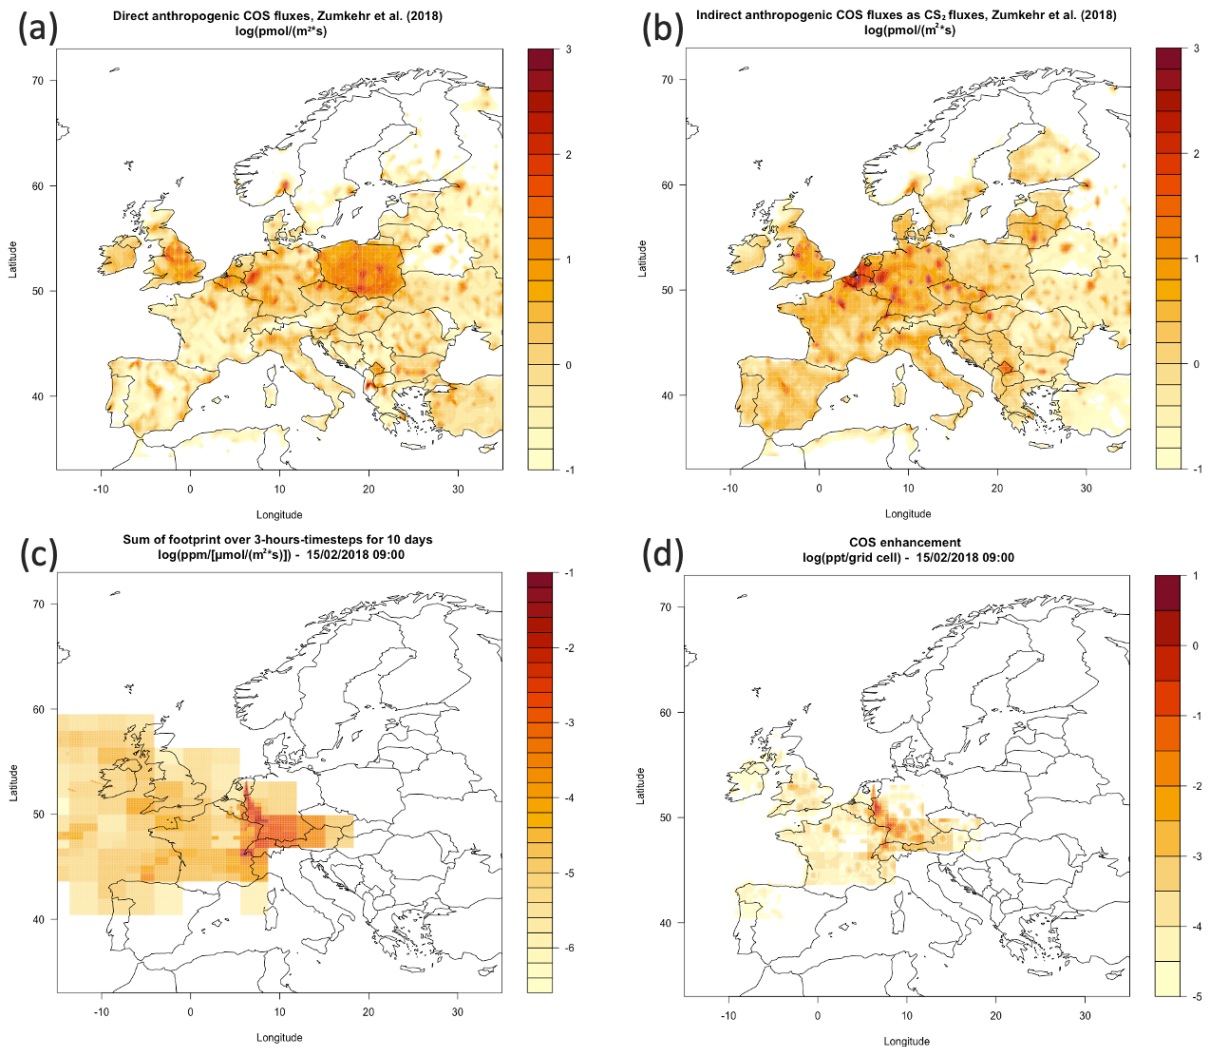 (a)
Direct anthropogenic COS fluxes, Zumkehr et al. (2018)
log(pmol/(m²*s)
70
60
50
40
Latitude
-10
0
10
20
30
Longitude
3
2
1
0
-1
(b)
Indirect anthropogenic COS fluxes as CS₂ fluxes, Zumkehr et al. (2018)
log(pmol/(m²*s)
70
60
50
40
Latitude
-10
0
10
20
30
Longitude
3
2
1
0
-1
(c)
Sum of footprint over 3-hours-timesteps for 10 days
log(ppm/[µmol/(m²*s)]) - 15/02/2018 09:00
70
60
50
40
Latitude
-10
0
10
20
30
Longitude
-1
-2
-3
-4
-5
-6
(d)
COS enhancement
log(ppt/grid cell) - 15/02/2018 09:00
70
60
50
40
Latitude
-10
0
10
20
30
Longitude
1
0
-1
-2
-3
-4
-5